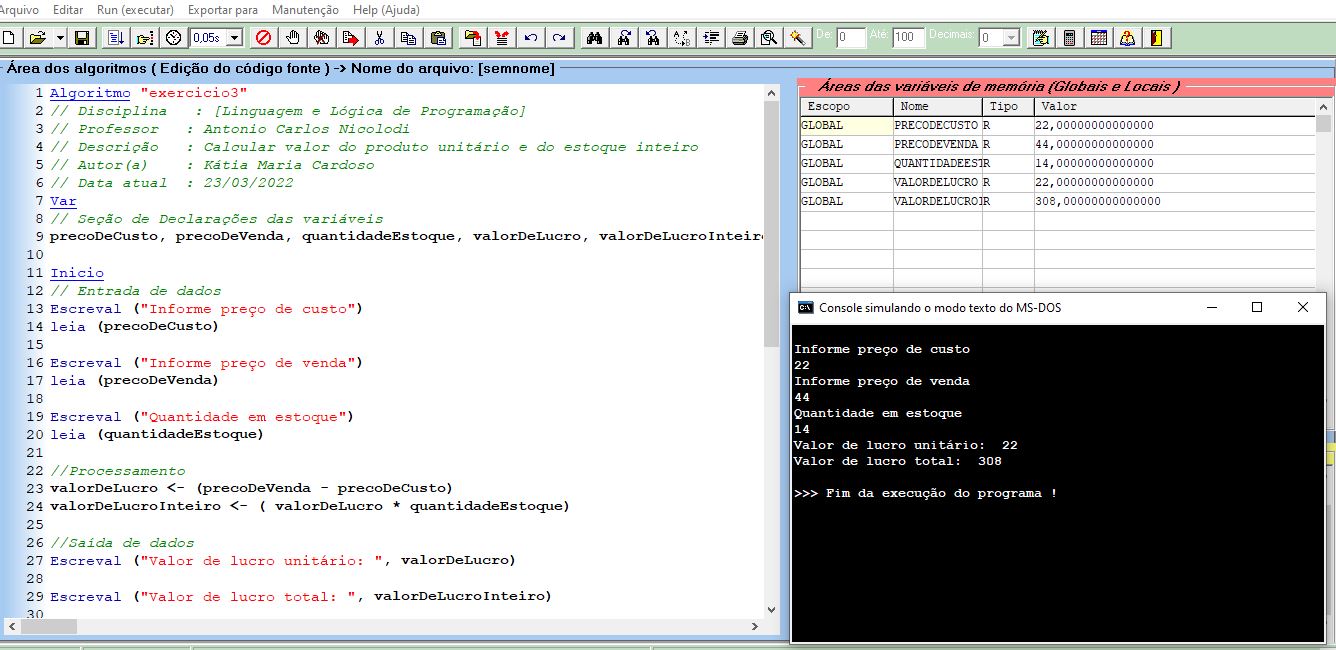 Arquivo Editar Run (executar) Exportar para Manutenção Help (Ajuda)
0,05s De: 0 Até: 100 Decimais: 0
Área dos algoritmos ( Edição do código fonte ) -> Nome do arquivo: [semnome]
1 Algoritmo "exercicio3"
2 // Disciplina : [Linguagem e Lógica de Programação]
3 // Professor : Antonio Carlos Nicolodi
4 // Descrição : Calcular valor do produto unitário e do estoque inteiro
5 // Autor(a) : Kátia Maria Cardoso
6 // Data atual : 23/03/2022
7 Var
8 // Seção de Declarações das variáveis
9 precoDeCusto, precoDeVenda, quantidadeEstoque, valorDeLucro, valorDeLucroInteir
10
11 Inicio
12 // Entrada de dados
13 Escreval ("Informe preço de custo")
14 leia (precoDeCusto)
15
16 Escreval ("Informe preço de venda")
17 leia (precoDeVenda)
18
19 Escreval ("Quantidade em estoque")
20 leia (quantidadeEstoque)
21
22 //Processamento
23 valorDeLucro <- (precoDeVenda - precoDeCusto)
24 valorDeLucroInteiro <- ( valorDeLucro * quantidadeEstoque)
25
26 //Saída de dados
27 Escreval ("Valor de lucro unitário: ", valorDeLucro)
28
29 Escreval ("Valor de lucro total: ", valorDeLucroInteiro)
30
Áreas das variáveis de memória (Globais e Locais )
Escopo Nome Tipo Valor
GLOBAL PRECODECUSTO R 22,00000000000000
GLOBAL PRECODEVENDA R 44,00000000000000
GLOBAL QUANTIDADEEST R 14,00000000000000
GLOBAL VALORDELUCRO R 22,00000000000000
GLOBAL VALORDELUCROI R 308,00000000000000
C:\ Console simulando o modo texto do MS-DOS
Informe preço de custo
22
Informe preço de venda
44
Quantidade em estoque
14
Valor de lucro unitário: 22
Valor de lucro total: 308
>>> Fim da execução do programa !